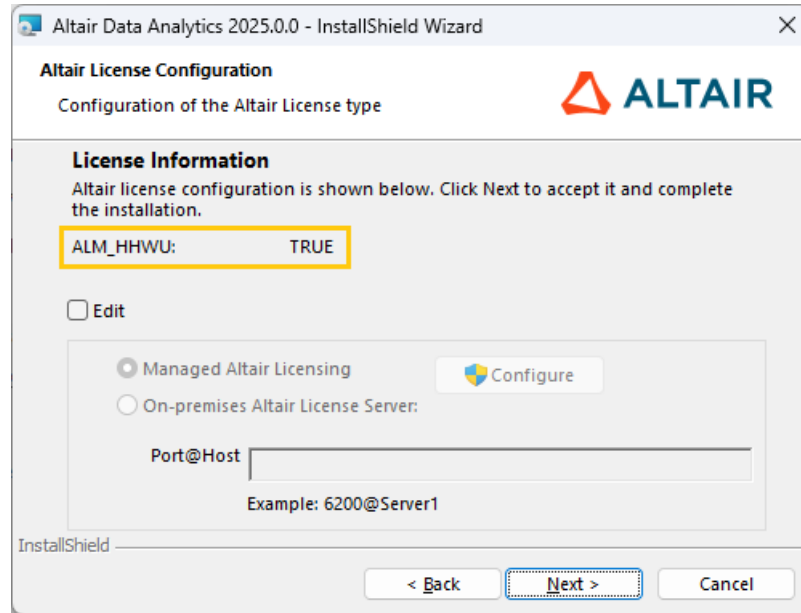 Altair Data Analytics 2025.0.0 - InstallShield Wizard
Altair License Configuration
Configuration of the Altair License type
ALTAIR
License Information
Altair license configuration is shown below. Click Next to accept it and complete
the installation.
ALM_HHWU: TRUE
Edit
Managed Altair Licensing
Configure
On-premises Altair License Server:
Port@Host
Example: 6200@Server1
InstallShield
< Back
Next >
Cancel